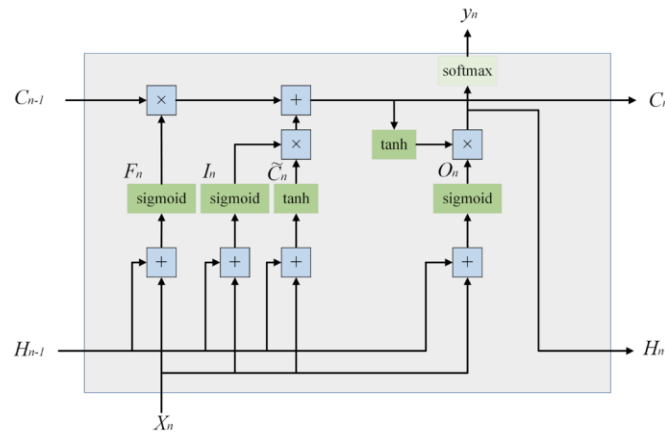 yn
softmax
Cn-1 × + Cn
tanh × ×
Fn In C̃n On
sigmoid sigmoid tanh sigmoid
+ + + +
Hn-1 Hn
Xn